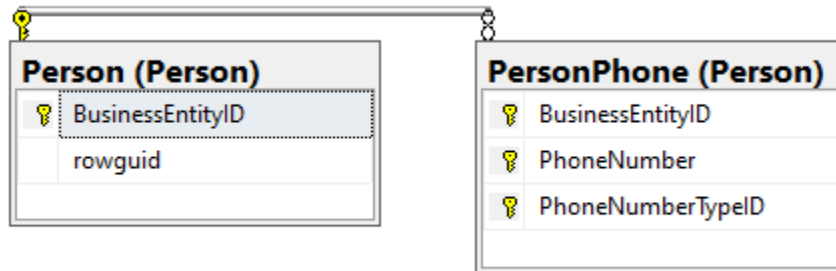 Person (Person)
BusinessEntityID
rowguid
PersonPhone (Person)
BusinessEntityID
PhoneNumber
PhoneNumberTypeID